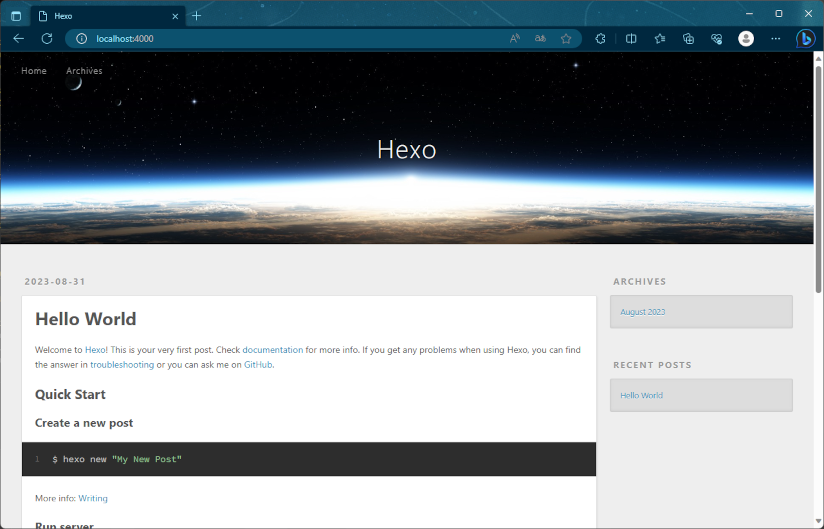 Hexo
localhost:4000
Home Archives
Hexo
2023-08-31
Hello World
Welcome to Hexo! This is your very first post. Check documentation for more info. If you get any problems when using Hexo, you can find
the answer in troubleshooting or you can ask me on GitHub.
Quick Start
Create a new post
1 $ hexo new "My New Post"
More info: Writing
Run server
ARCHIVES
August 2023
RECENT POSTS
Hello World